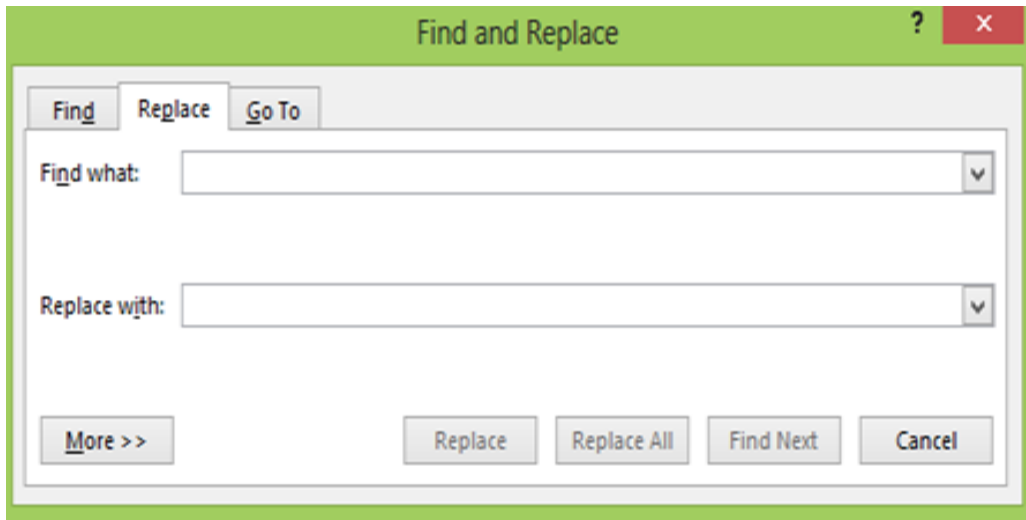 Find and Replace ? x
Find Replace Go To
Find what:
Replace with:
More >> Replace Replace All Find Next Cancel